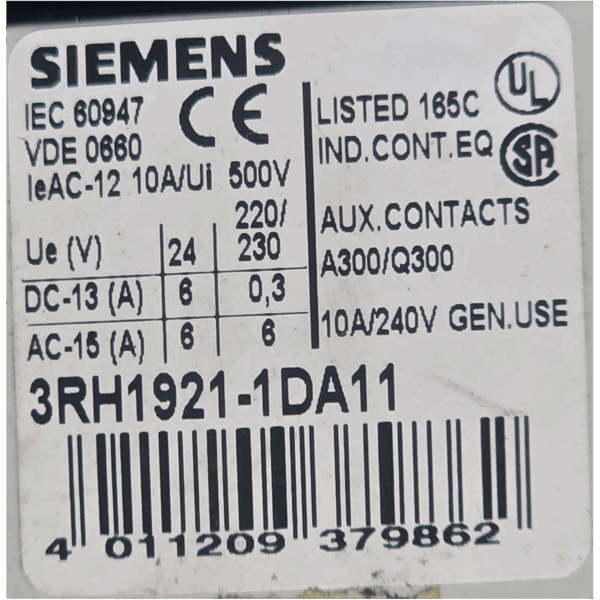 SIEMENS
IEC 60947
VDE 0660
CE
IeAC-12 10A/Ui 500V
Ue (V) 24 220/
230
DC-13 (A) 6 0,3
AC-15 (A) 6 6
LISTED 165C UL
IND.CONT.EQ SA
AUX.CONTACTS
A300/Q300
10A/240V GEN.USE
3RH1921-1DA11
4 011209 379862